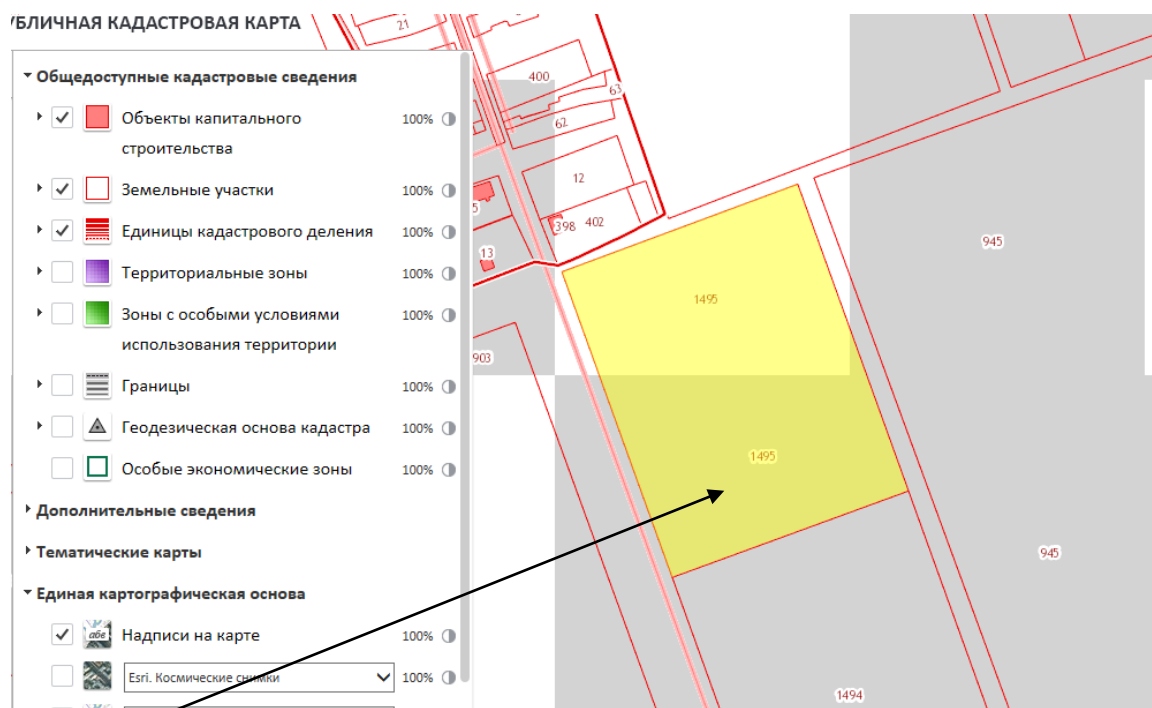 УБЛИЧНАЯ КАДАСТРОВАЯ КАРТА
Общедоступные кадастровые сведения
Объекты капитального 100%
строительства
Земельные участки 100%
Единицы кадастрового деления 100%
Территориальные зоны 100%
Зоны с особыми условиями 100%
использования территории
Границы 100%
Геодезическая основа кадастра 100%
Особые экономические зоны 100%
Дополнительные сведения
Тематические карты
Единая картографическая основа
абв Надписи на карте 100%
Esri. Космические снимки 100%
21
400
63
62
12
5
398
402
13
945
1495
903
1495
945
1494